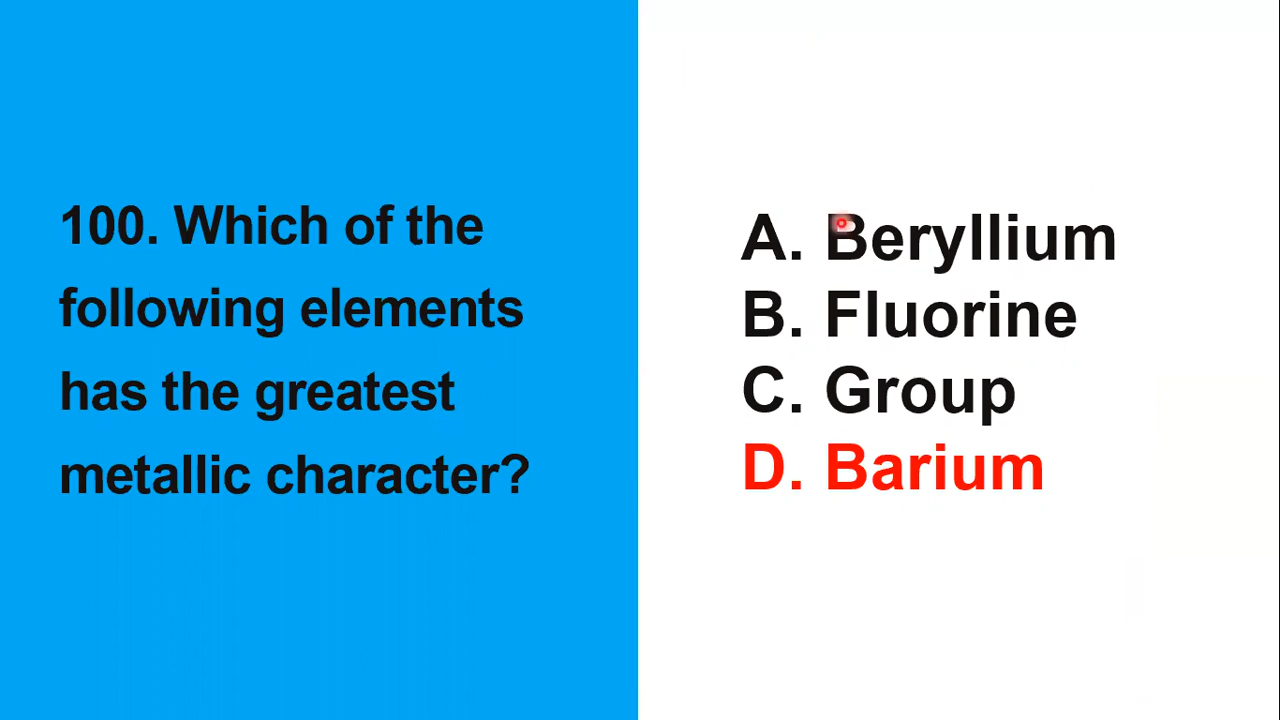 100. Which of the
following elements
has the greatest
metallic character?
A. Beryllium
B. Fluorine
C. Group
D. Barium